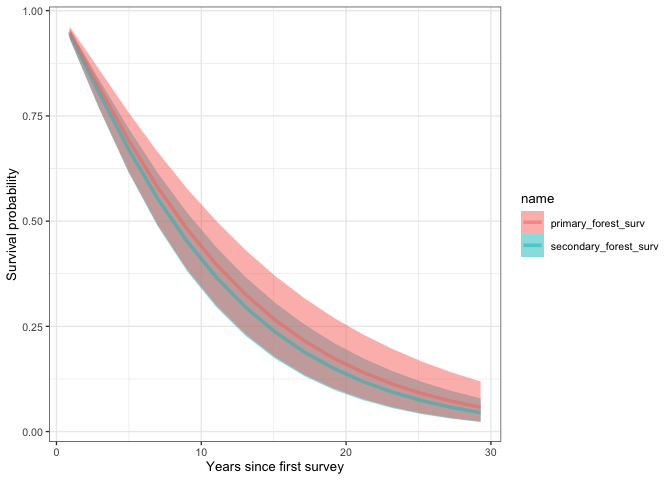 1.00
0.75
0.50
0.25
0.00
Survival probability
0
10
20
30
Years since first survey
name
primary_forest_surv
secondary_forest_surv